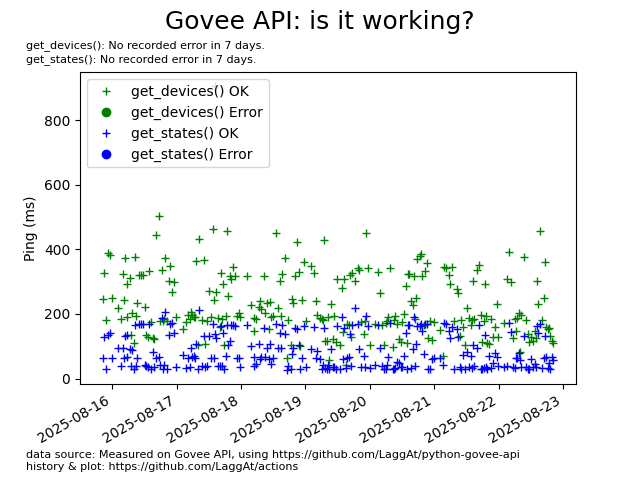 Govee API: is it working?
get_devices(): No recorded error in 7 days.
get_states(): No recorded error in 7 days.
get_devices() OK
get_devices() Error
get_states() OK
get_states() Error
Ping (ms)
800
600
400
200
0
2025-08-16
2025-08-17
2025-08-18
2025-08-19
2025-08-20
2025-08-21
2025-08-22
2025-08-23
data source: Measured on Govee API, using https://github.com/LaggAt/python-govee-api
history & plot: https://github.com/LaggAt/actions